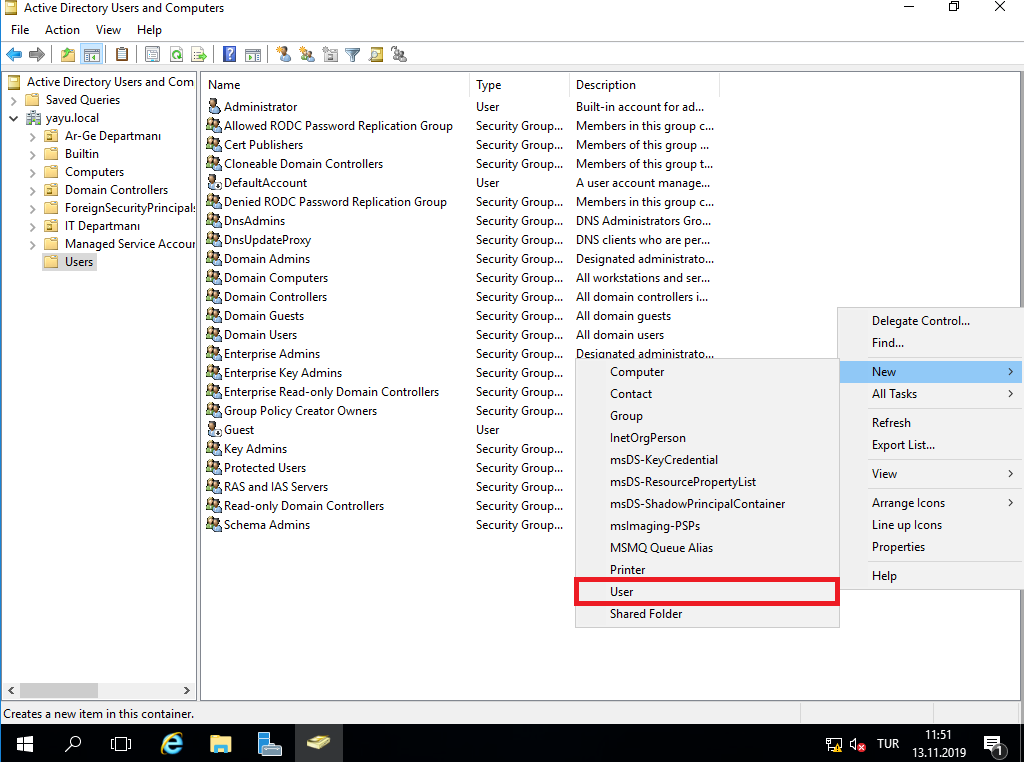 Active Directory Users and Computers
File Action View Help
Active Directory Users and Com
Saved Queries
yayu.local
Ar-Ge Departmanı
Builtin
Computers
Domain Controllers
ForeignSecurityPrincipals
IT Departmanı
Managed Service Accour
Users
Name Type Description
Administrator User Built-in account for ad...
Allowed RODC Password Replication Group Security Group... Members in this group c...
Cert Publishers Security Group... Members of this group ...
Cloneable Domain Controllers Security Group... Members of this group t...
DefaultAccount User A user account manage...
Denied RODC Password Replication Group Security Group... Members in this group c...
DnsAdmins Security Group... DNS Administrators Gro...
DnsUpdateProxy Security Group... DNS clients who are per...
Domain Admins Security Group... Designated administrato...
Domain Computers Security Group... All workstations and ser...
Domain Controllers Security Group... All domain controllers i...
Domain Guests Security Group... All domain guests
Domain Users Security Group... All domain users
Enterprise Admins Security Group... Designated administrato...
Enterprise Key Admins Security Group...
Enterprise Read-only Domain Controllers Security Group...
Group Policy Creator Owners Security Group...
Guest User
Key Admins Security Group...
Protected Users Security Group...
RAS and IAS Servers Security Group...
Read-only Domain Controllers Security Group...
Schema Admins Security Group...
Delegate Control...
Find...
New
All Tasks
Refresh
Export List...
View
Arrange Icons
Line up Icons
Properties
Help
Computer
Contact
Group
InetOrgPerson
msDS-KeyCredential
msDS-ResourcePropertyList
msDS-ShadowPrincipalContainer
msImaging-PSPs
MSMQ Queue Alias
Printer
User
Shared Folder
Creates a new item in this container.
TUR
11:51
13.11.2019
1